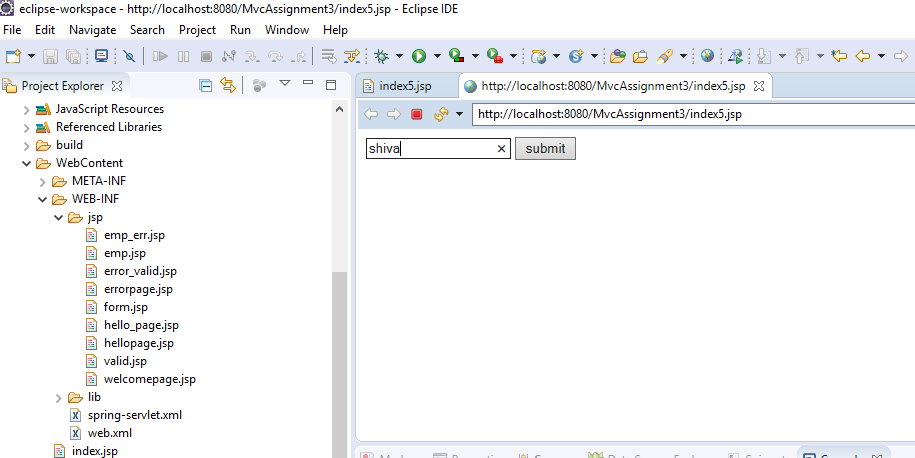 eclipse-workspace - http://localhost:8080/MvcAssignment3/index5.jsp - Eclipse IDE
File Edit Navigate Search Project Run Window Help
Project Explorer
JavaScript Resources
Referenced Libraries
build
WebContent
META-INF
WEB-INF
jsp
emp_err.jsp
emp.jsp
error_valid.jsp
errorpage.jsp
form.jsp
hello_page.jsp
hellopage.jsp
valid.jsp
welcomepage.jsp
lib
spring-servlet.xml
web.xml
index.jsp
index5.jsp http://localhost:8080/MvcAssignment3/index5.jsp
http://localhost:8080/MvcAssignment3/index5.jsp
shiva submit